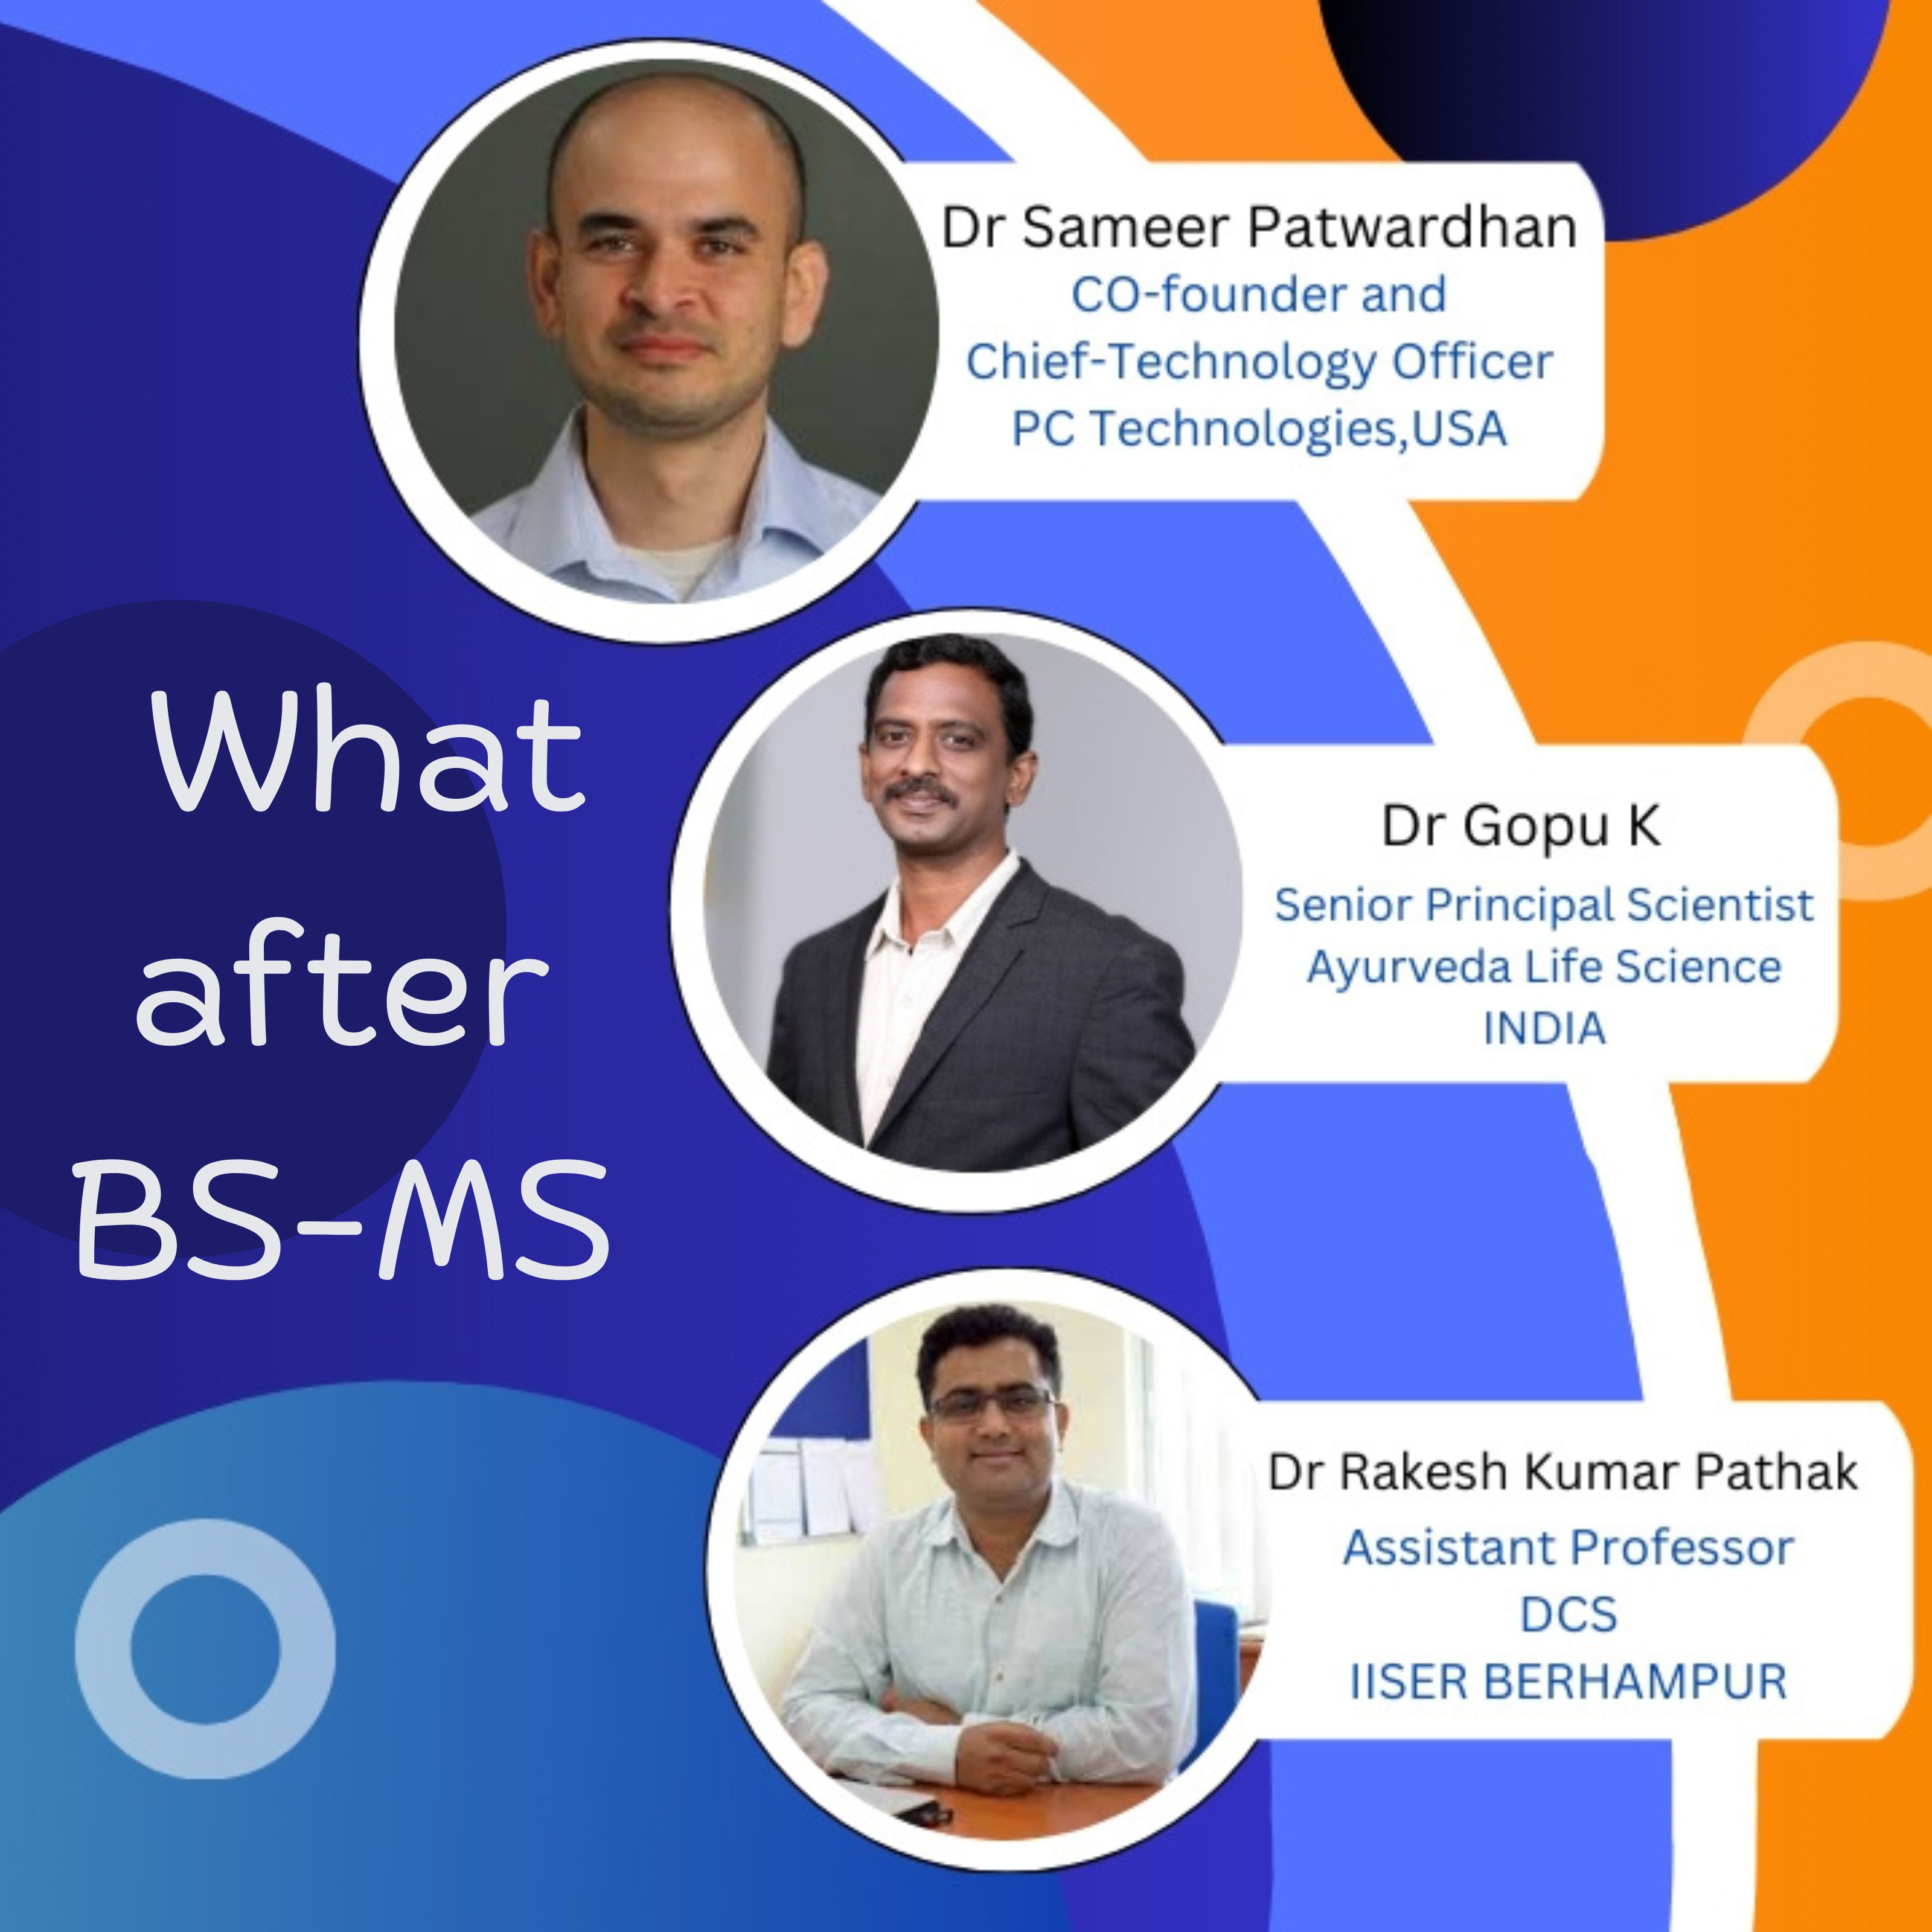 Dr Sameer Patwardhan
CO-founder and
Chief-Technology Officer
PC Technologies,USA
What
after
BS-MS
Dr Gopu K
Senior Principal Scientist
Ayurveda Life Science
INDIA
Dr Rakesh Kumar Pathak
Assistant Professor
DCS
IISER BERHAMPUR